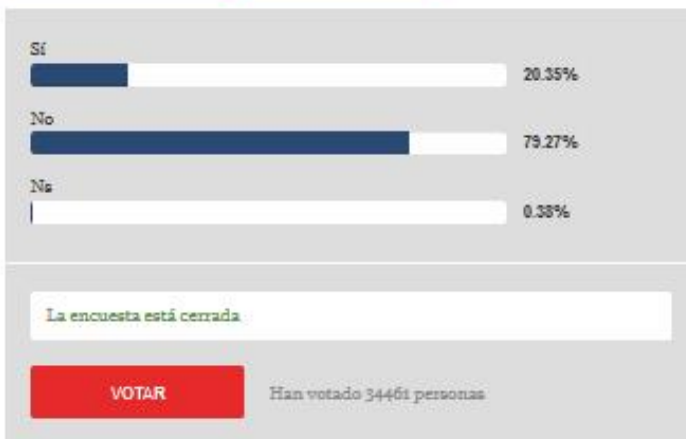 Sí
20.35%
No
79.27%
Ns
0.38%
La encuesta está cerrada
VOTAR
Han votado 34461 personas